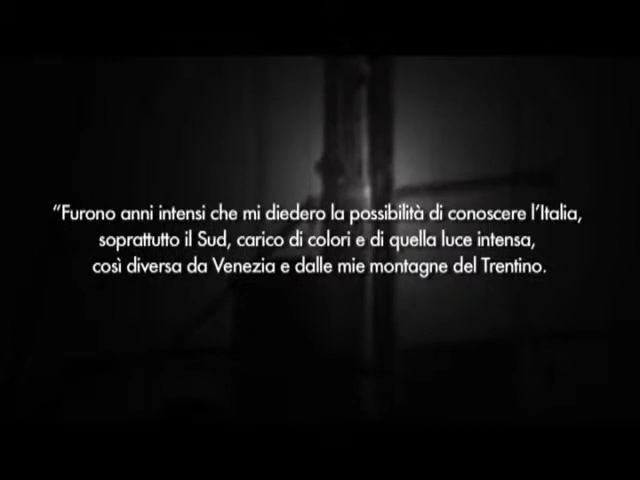 “Furono anni intensi che mi diedero la possibilità di conoscere l’Italia,
soprattutto il Sud, carico di colori e di quella luce intensa,
così diversa da Venezia e dalle mie montagne del Trentino.